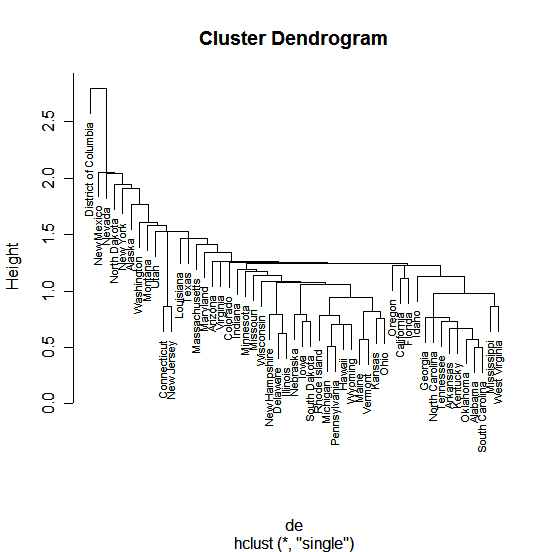 Cluster Dendrogram
Height
0.0
0.5
1.0
1.5
2.0
2.5
District of Columbia
New Mexico
Nevada
North Dakota
New York
Alaska
Washington
Montana
Utah
Connecticut
New Jersey
Louisiana
Texas
Massachusetts
Maryland
Arizona
Virginia
Colorado
Indiana
Minnesota
Missouri
Wisconsin
New Hampshire
Delaware
Illinois
Nebraska
Iowa
South Dakota
Rhode Island
Michigan
Pennsylvania
Hawaii
Wyoming
Maine
Vermont
Kansas
Ohio
Oregon
California
Florida
Idaho
Georgia
North Carolina
Tennessee
Arkansas
Kentucky
Oklahoma
Alabama
South Carolina
Mississippi
West Virginia
de
hclust (*, "single")